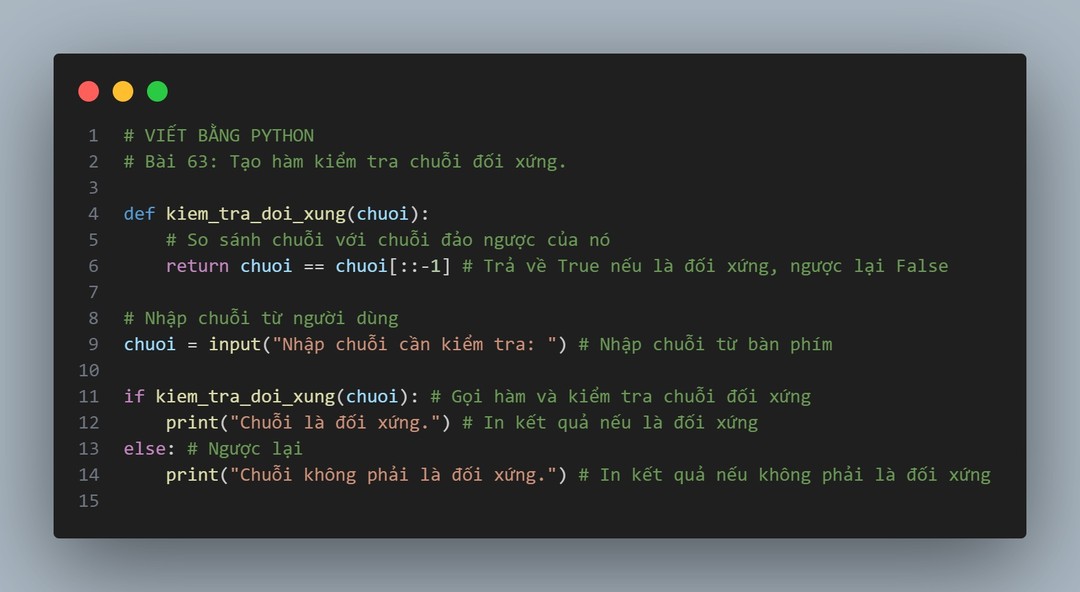 1 # VIẾT BẰNG PYTHON
2 # Bài 63: Tạo hàm kiểm tra chuỗi đối xứng.
3
4 def kiem_tra_doi_xung(chuoi):
5     # So sánh chuỗi với chuỗi đảo ngược của nó
6     return chuoi == chuoi[::-1] # Trả về True nếu là đối xứng, ngược lại False
7
8 # Nhập chuỗi từ người dùng
9 chuoi = input("Nhập chuỗi cần kiểm tra: ") # Nhập chuỗi từ bàn phím
10
11 if kiem_tra_doi_xung(chuoi): # Gọi hàm và kiểm tra chuỗi đối xứng
12     print("Chuỗi là đối xứng.") # In kết quả nếu là đối xứng
13 else: # Ngược lại
14     print("Chuỗi không phải là đối xứng.") # In kết quả nếu không phải là đối xứng
15